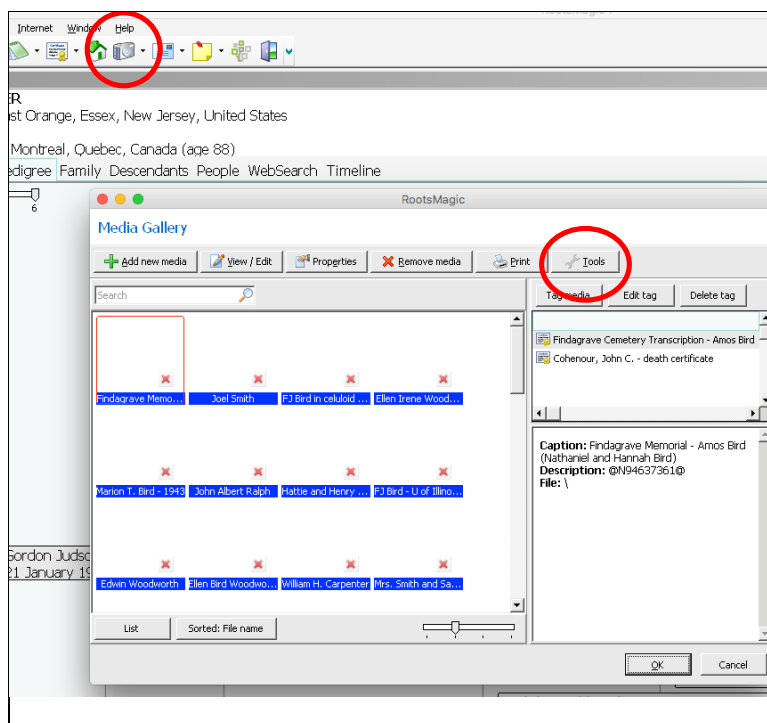 Internet Window Help
ER
ast Orange, Essex, New Jersey, United States
Montreal, Quebec, Canada (age 88)
edigree Family Descendants People WebSearch Timeline
6
RootsMagic
Media Gallery
Add new media View / Edit Properties Remove media Print Tools
Search
Tag media Edit tag Delete tag
Findagrave Cemetery Transcription - Amos Bird
Cohenour, John C. - death certificate
Findagrave Memo... Joel Smith FJ Bird in celuloid ... Ellen Irene Wood...
Marion T. Bird - 1943 John Albert Ralph Hattie and Henry ... FJ Bird - U of Illino...
Edwin Woodworth Ellen Bird Woodwo... William H. Carpenter Mrs. Smith and Sa...
Caption: Findagrave Memorial - Amos Bird
(Nathaniel and Hannah Bird)
Description: @N94637361@
File: \
Gordon Judsc
21 January 19
List Sorted: File name
OK Cancel